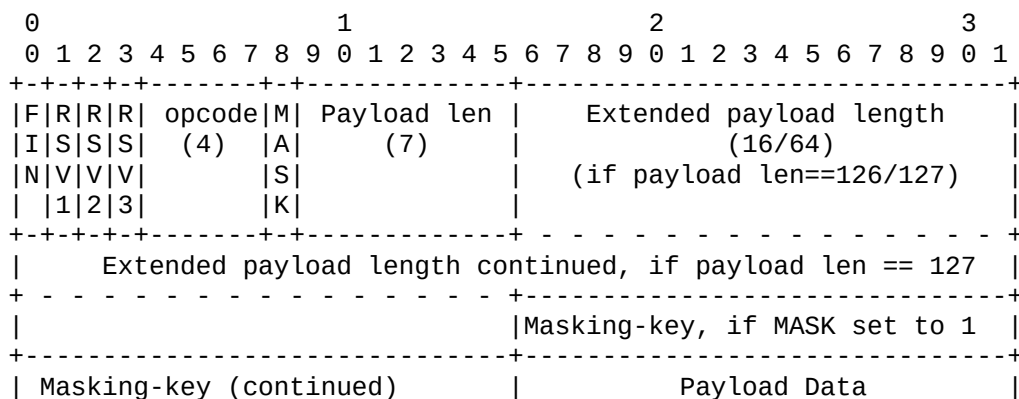 0                   1                   2                   3
 0 1 2 3 4 5 6 7 8 9 0 1 2 3 4 5 6 7 8 9 0 1 2 3 4 5 6 7 8 9 0 1
+-+-+-+-+-------+-+-------------+-------------------------------+
|F|R|R|R| opcode|M| Payload len |    Extended payload length    |
|I|S|S|S|  (4)  |A|     (7)     |             (16/64)           |
|N|V|V|V|       |S|             |   (if payload len==126/127)   |
| |1|2|3|       |K|             |                               |
+-+-+-+-+-------+-+-------------+ - - - - - - - - - - - - - - - +
|     Extended payload length continued, if payload len == 127  |
+ - - - - - - - - - - - - - - - +-------------------------------+
|                               |Masking-key, if MASK set to 1  |
+-------------------------------+-------------------------------+
| Masking-key (continued)       |          Payload Data         |